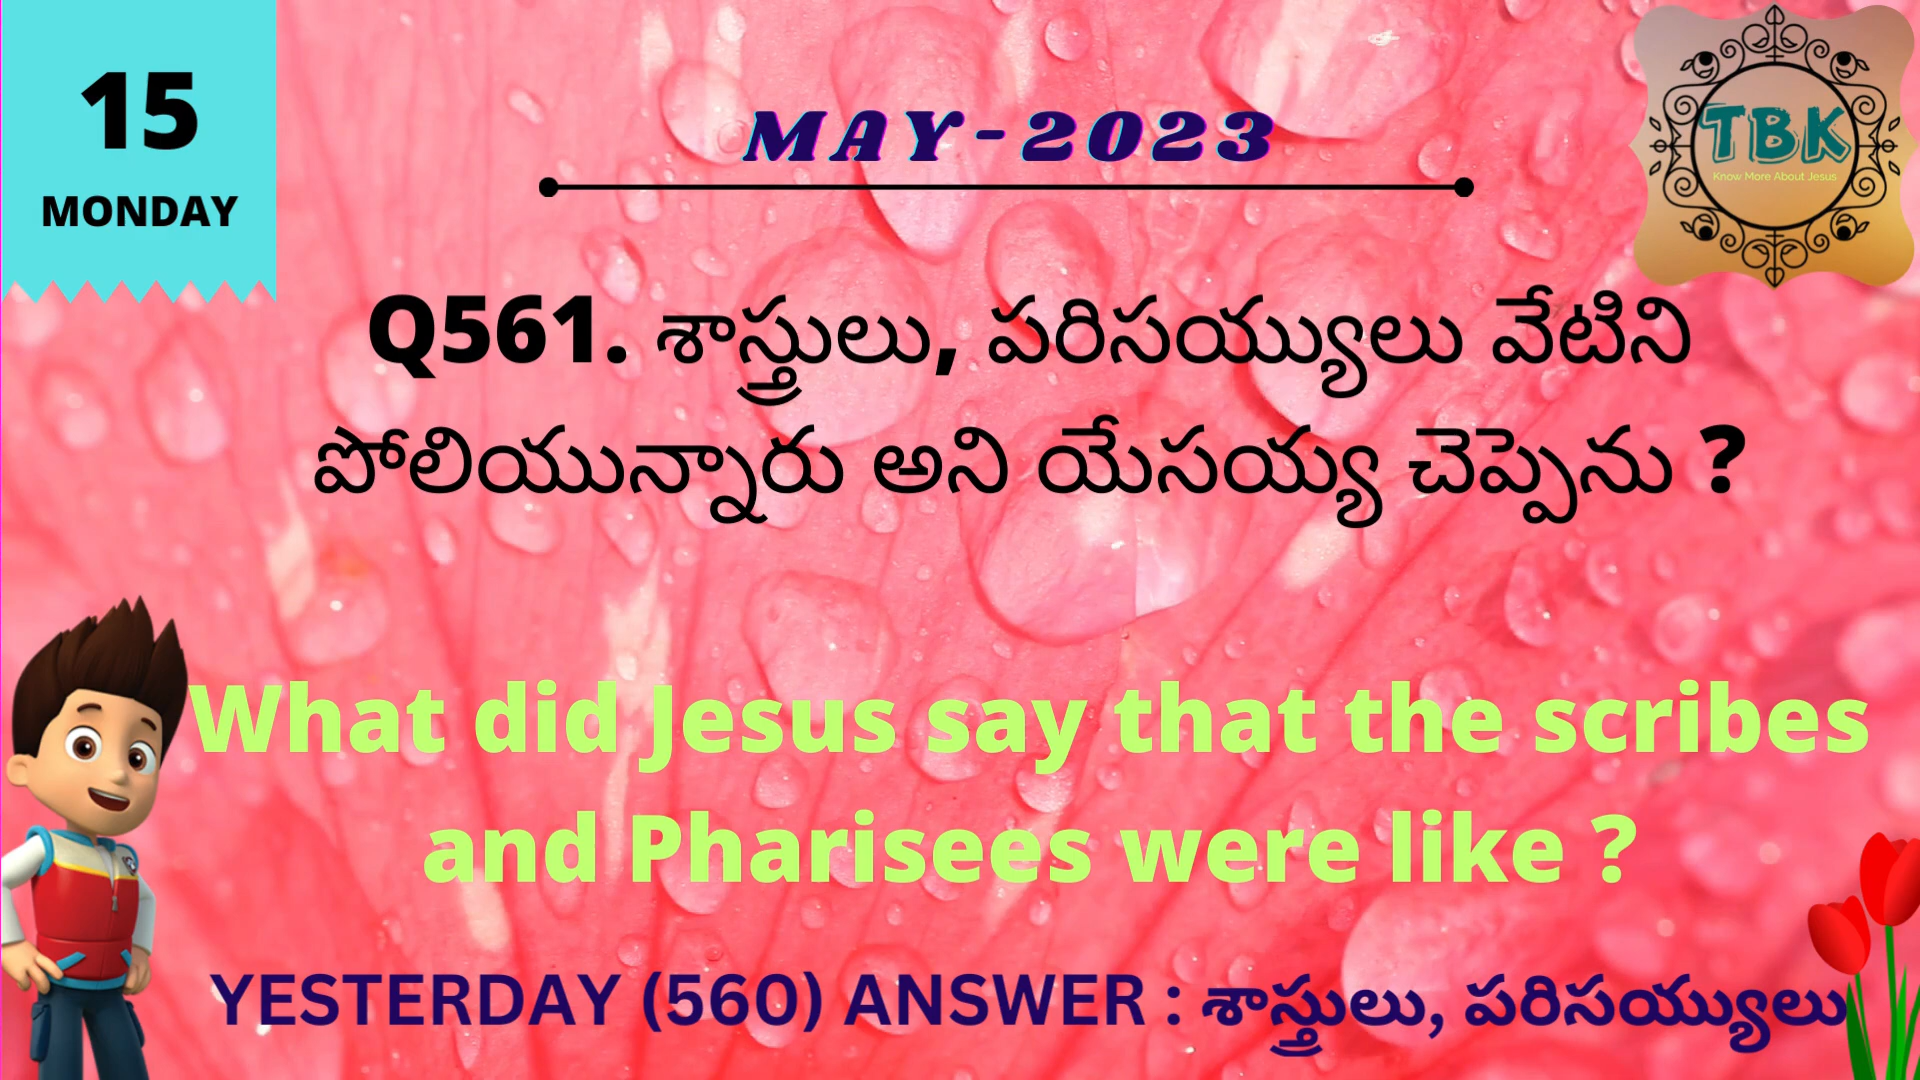 15
MONDAY
MAY-2023
TBK
Know More About Jesus
Q561. శాస్త్రులు, పరిసయ్యులు వేటిని
పోలియున్నారు అని యేసయ్య చెప్పెను ?
What did Jesus say that the scribes
and Pharisees were like ?
YESTERDAY (560) ANSWER : శాస్త్రులు, పరిసయ్యులు